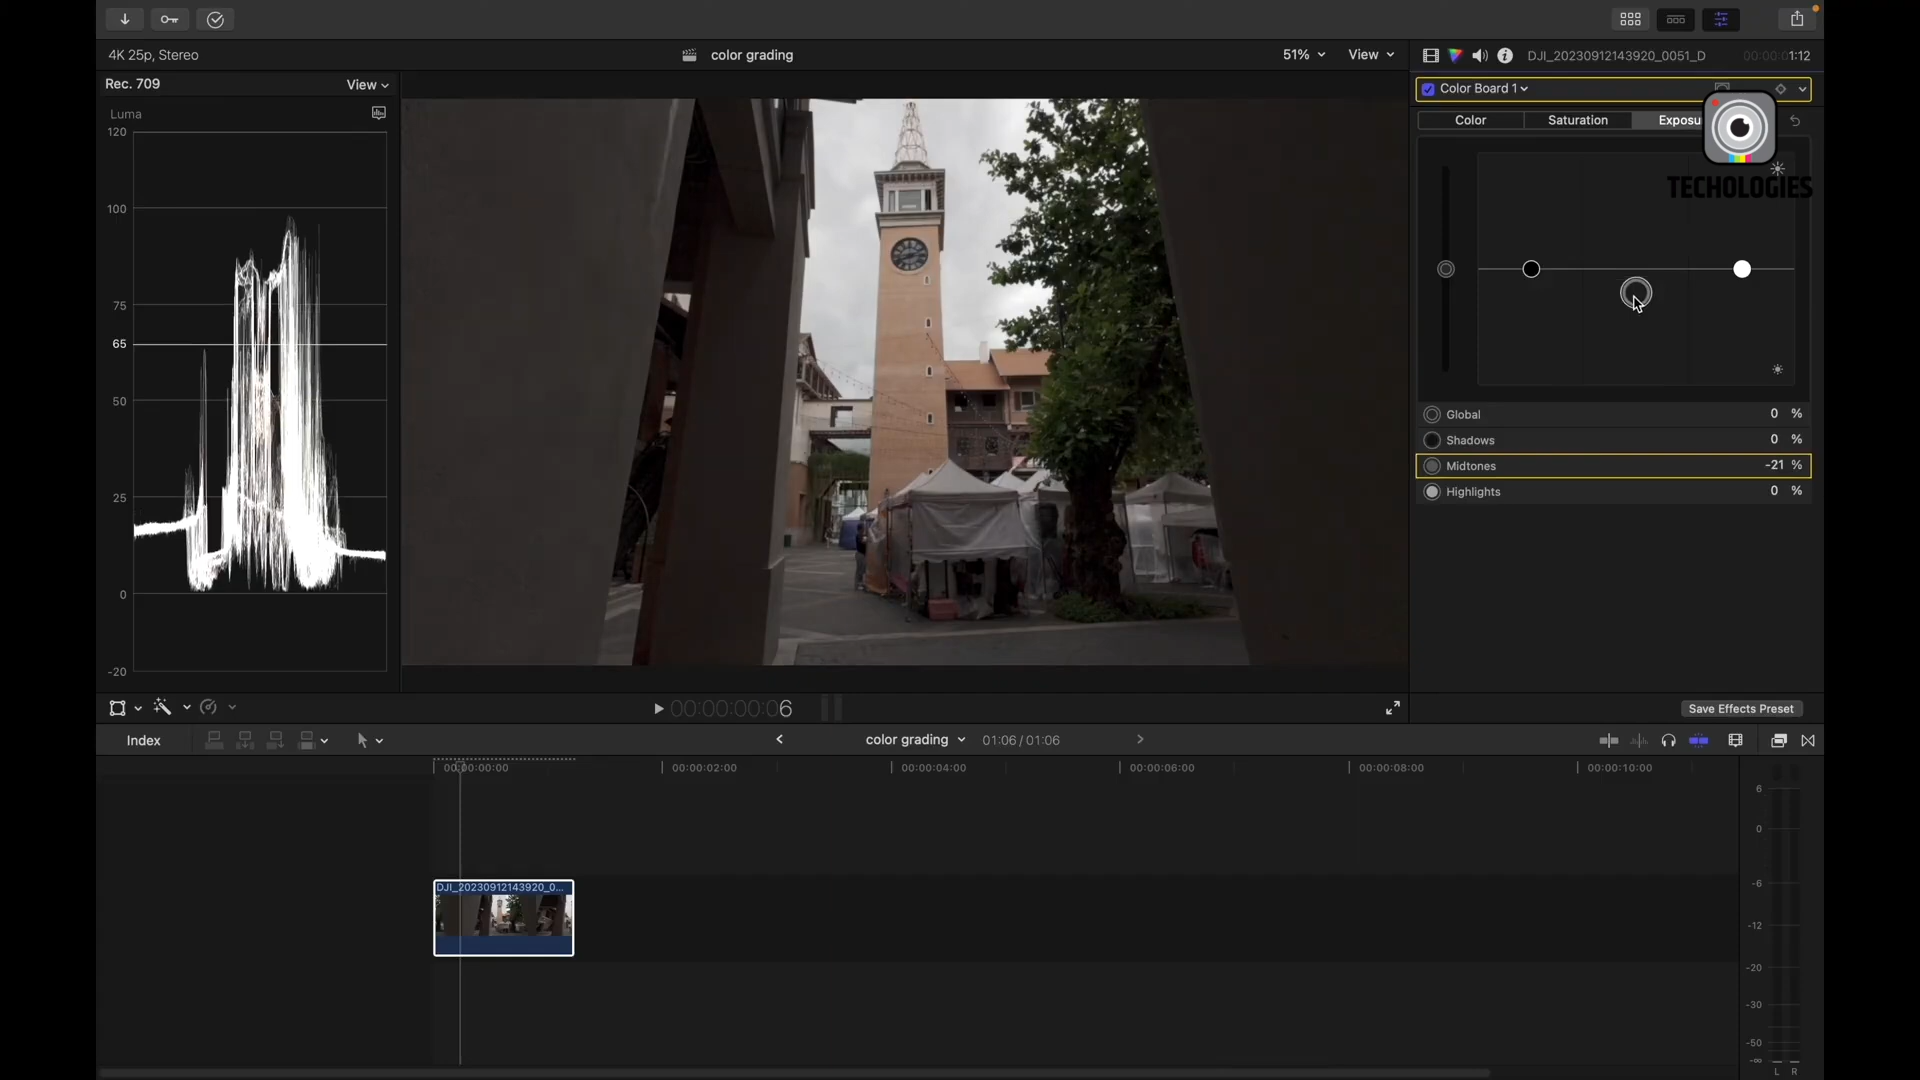 4K 25p, Stereo
color grading
51%
View
DJI_20230912143920_0051_D
00:00:01:12
Rec. 709
View
Color Board 1
Luma
Color
Saturation
Exposu
TECHOLOGIES
120
100
75
65
50
25
0
-20
Global 0 %
Shadows 0 %
Midtones -21 %
Highlights 0 %
00:00:00:06
Save Effects Preset
Index
color grading
01:06 / 01:06
00:00:00:00
00:00:02:00
00:00:04:00
00:00:06:00
00:00:08:00
00:00:10:00
DJI_20230912143920_0...
6
0
-6
-12
-20
-30
-50
-∞
L R